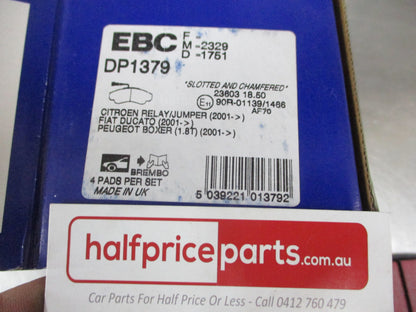 EBC F -
M -2329
DP1379 D -1751
"SLOTTED AND CHAMFERED"
23603 18.50
E11 90R-01139/1466
AF70
CITROEN RELAY/JUMPER (2001->)
FIAT DUCATO (2001->)
PEUGEOT BOXER (1.8T) (2001->)
BREMBO
4 PADS PER SET
MADE IN UK
5 039221 013792
halfpriceparts.com.au
Car Parts For Half Price Or Less - Call 0412 760 479